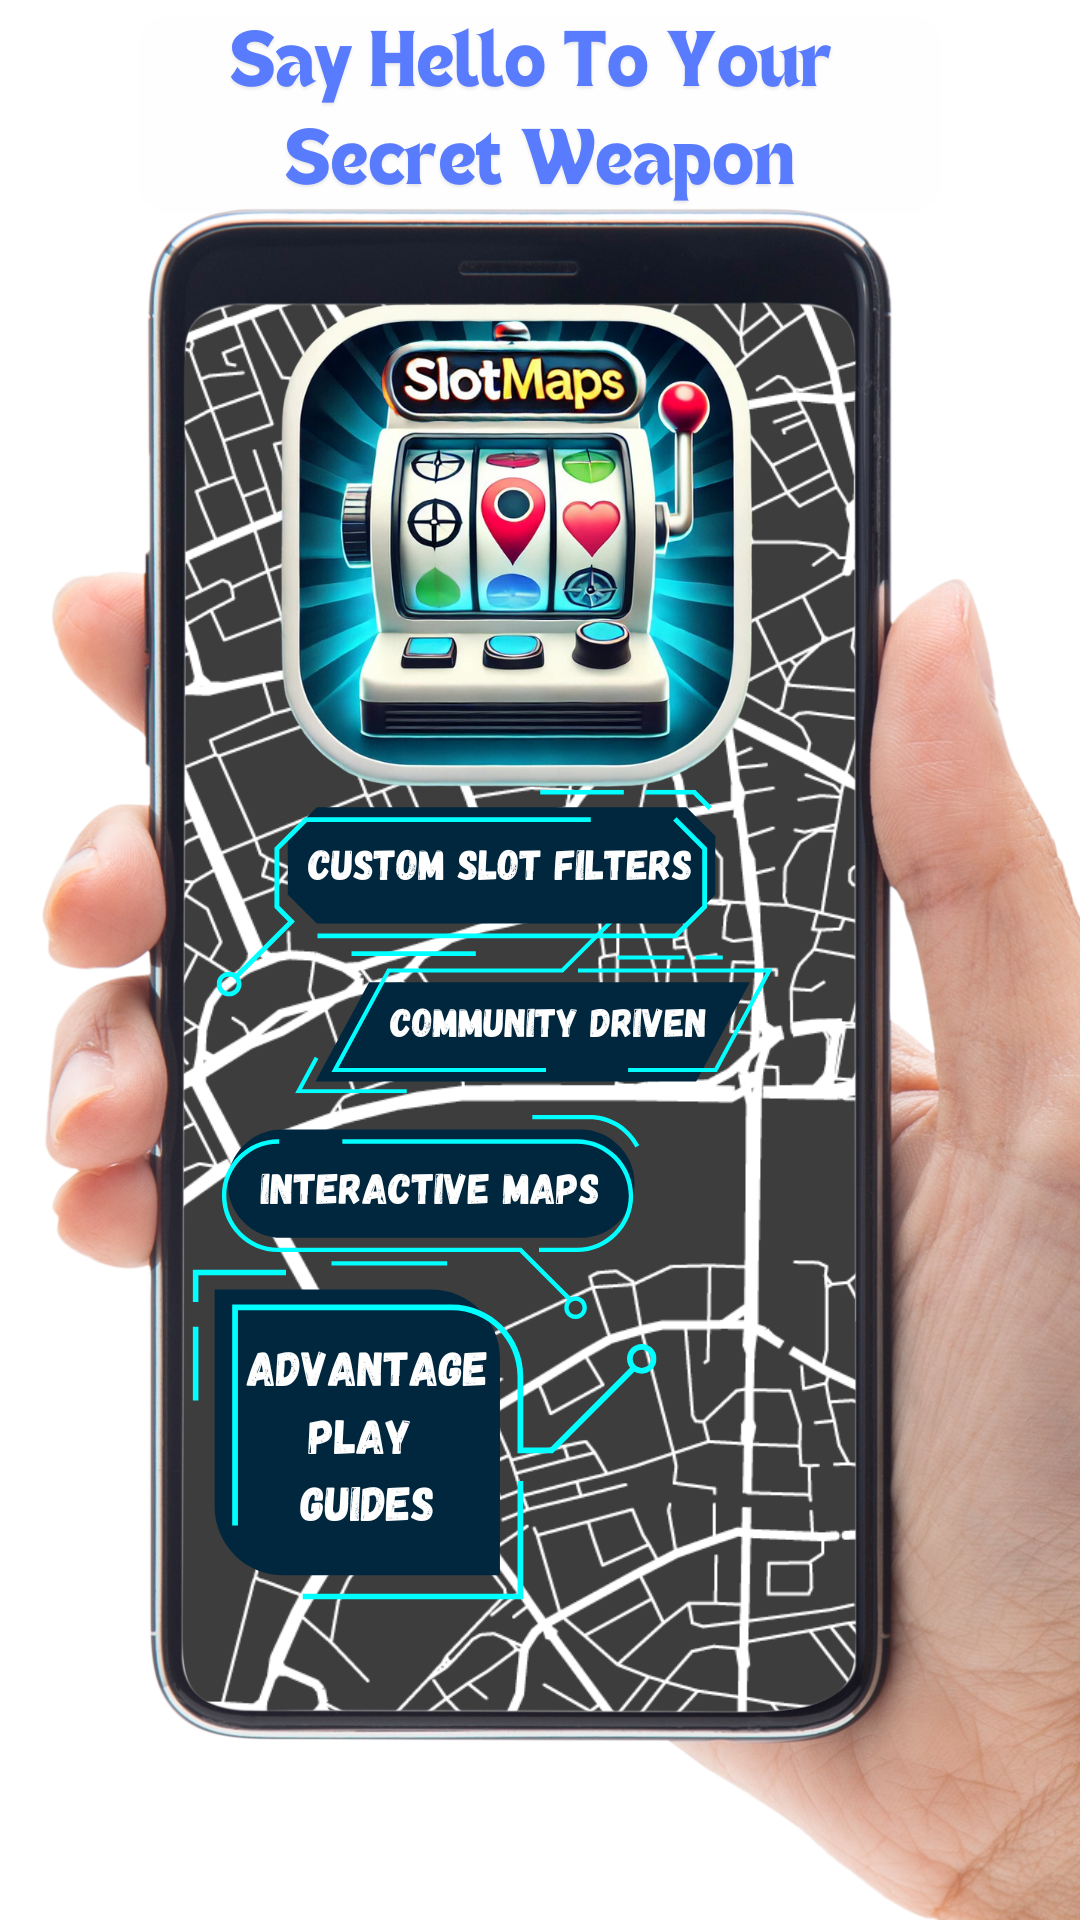 Say Hello To Your
Secret Weapon
SlotMaps
CUSTOM SLOT FILTERS
COMMUNITY DRIVEN
INTERACTIVE MAPS
ADVANTAGE
PLAY
GUIDES